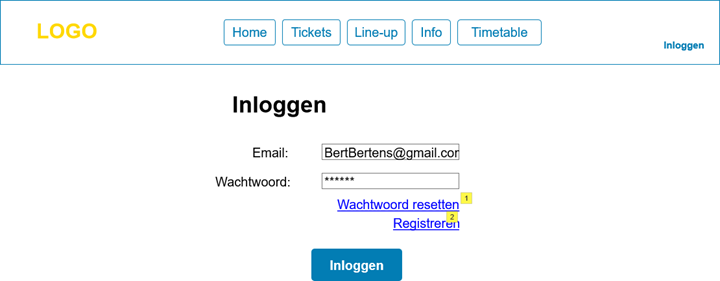 LOGO
Home Tickets Line-up Info Timetable
Inloggen
Inloggen
Email: BertBertens@gmail.com
Wachtwoord: ******
Wachtwoord resetten 1
Registreren 2
Inloggen